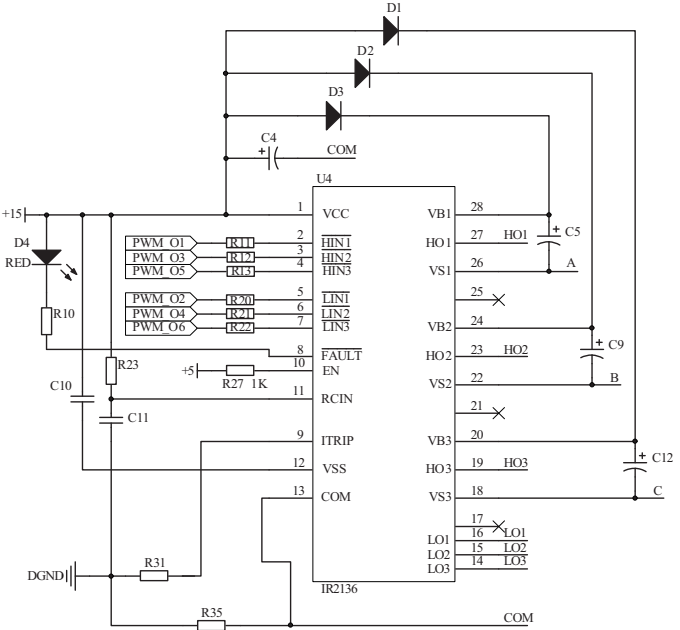 D1
D2
D3
C4
COM
U4
+15 1 VCC VB1 28
PWM_O1 R11 2 HIN1 HO1 27 HO1 C5
PWM_O3 R12 3 HIN2
D4 PWM_O5 R13 4 HIN3 VS1 26 A
RED
25
PWM_O2 R20 5 LIN1
PWM_O4 R21 6 LIN2
PWM_O6 R22 7 LIN3 VB2 24
R10
8 FAULT HO2 23 HO2 C9
R23 +5 R27 1K 10 EN
VS2 22 B
C10 11 RCIN
21
C11
9 ITRIP VB3 20
12 VSS HO3 19 HO3 C12
13 COM VS3 18 C
17
LO1 16 LO1
LO2 15 LO2
LO3 14 LO3
R31
DGND
IR2136
R35 COM